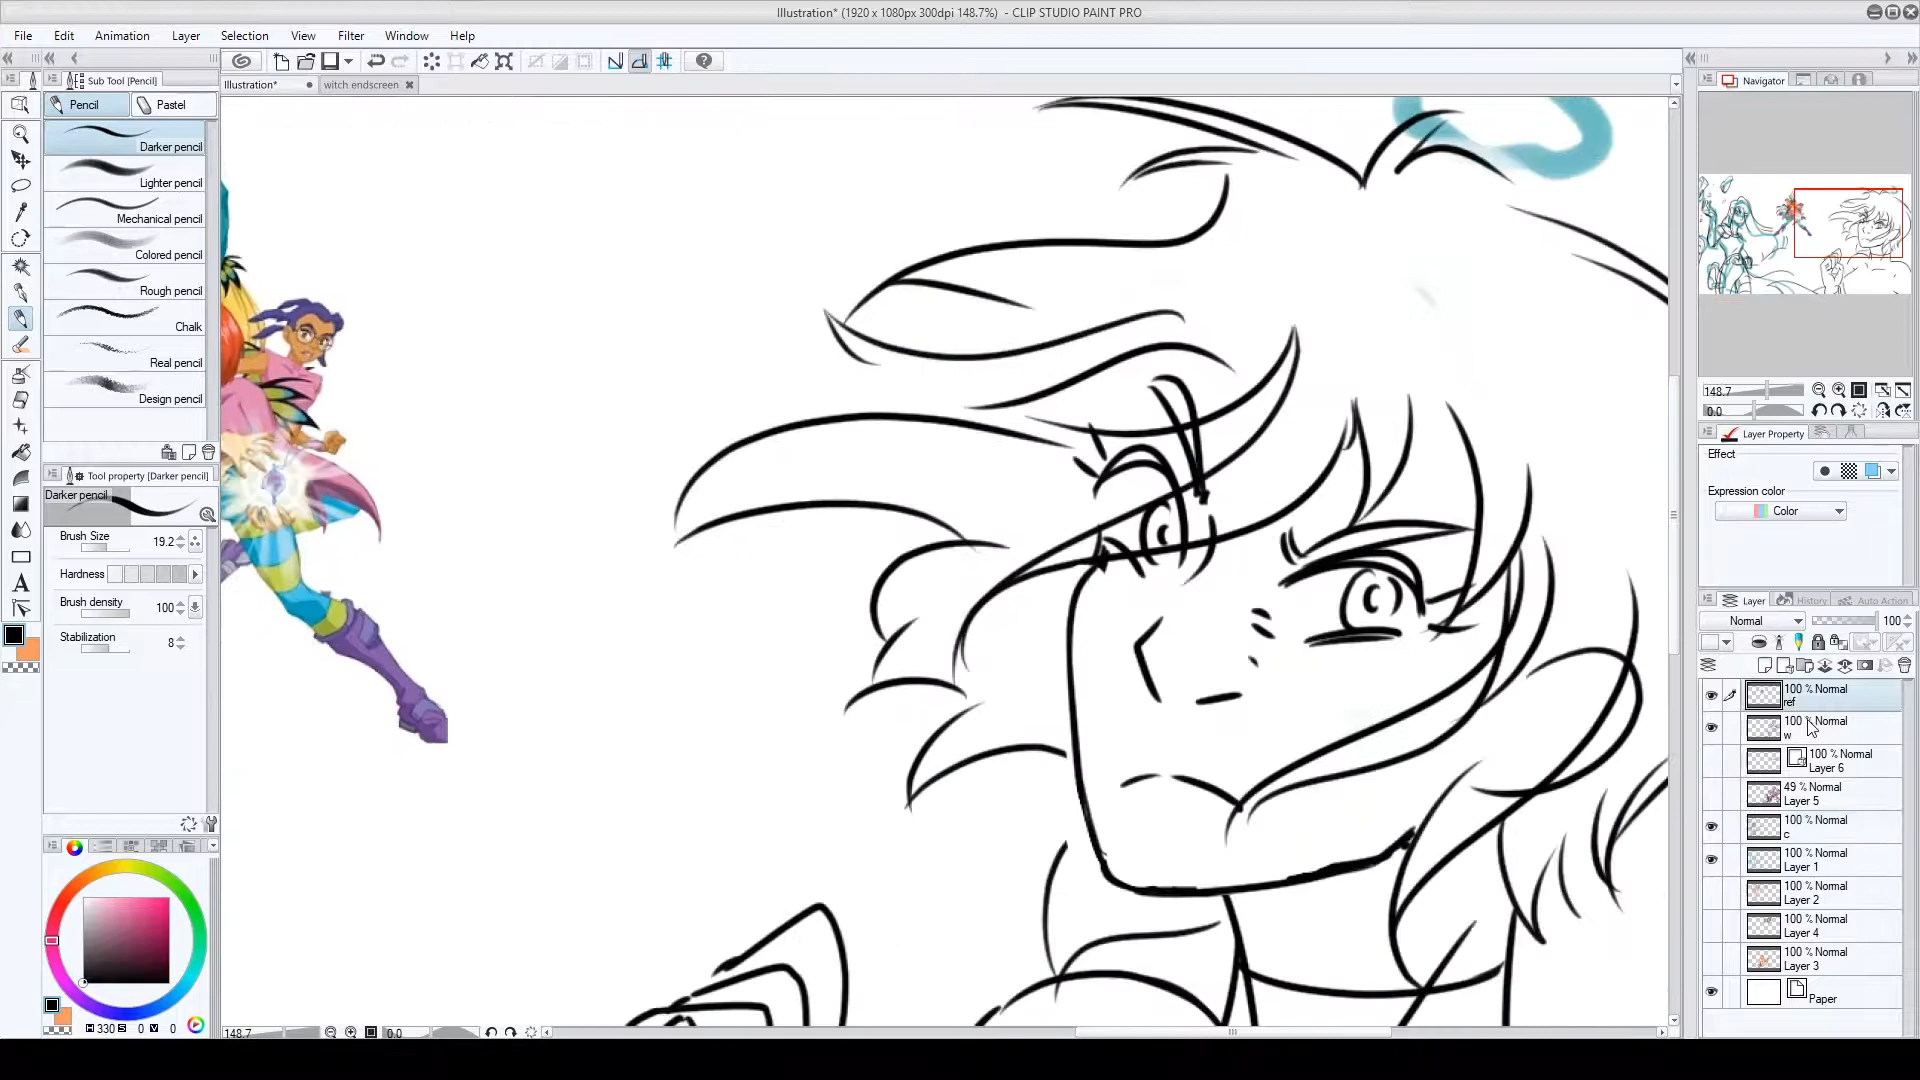 Illustration* (1920 x 1080px 300dpi 148.7%) - CLIP STUDIO PAINT PRO
File Edit Animation Layer Selection View Filter Window Help
Sub Tool [Pencil]
Illustration* witch endscreen
Pencil Pastel
Darker pencil
Lighter pencil
Mechanical pencil
Colored pencil
Rough pencil
Chalk
Real pencil
Design pencil
Tool property [Darker pencil]
Darker pencil
Brush Size 19.2
Hardness
Brush density 100
Stabilization 8
H 330 S 0 V 0
148.7 0.0
Navigator
148.7
0.0
Layer Property
Effect
Expression color
Color
Layer History Auto Action
Normal 100
100 % Normal
ref
100 % Normal
w
100 % Normal
Layer 6
49 % Normal
Layer 5
100 % Normal
c
100 % Normal
Layer 1
100 % Normal
Layer 2
100 % Normal
Layer 4
100 % Normal
Layer 3
Paper
A